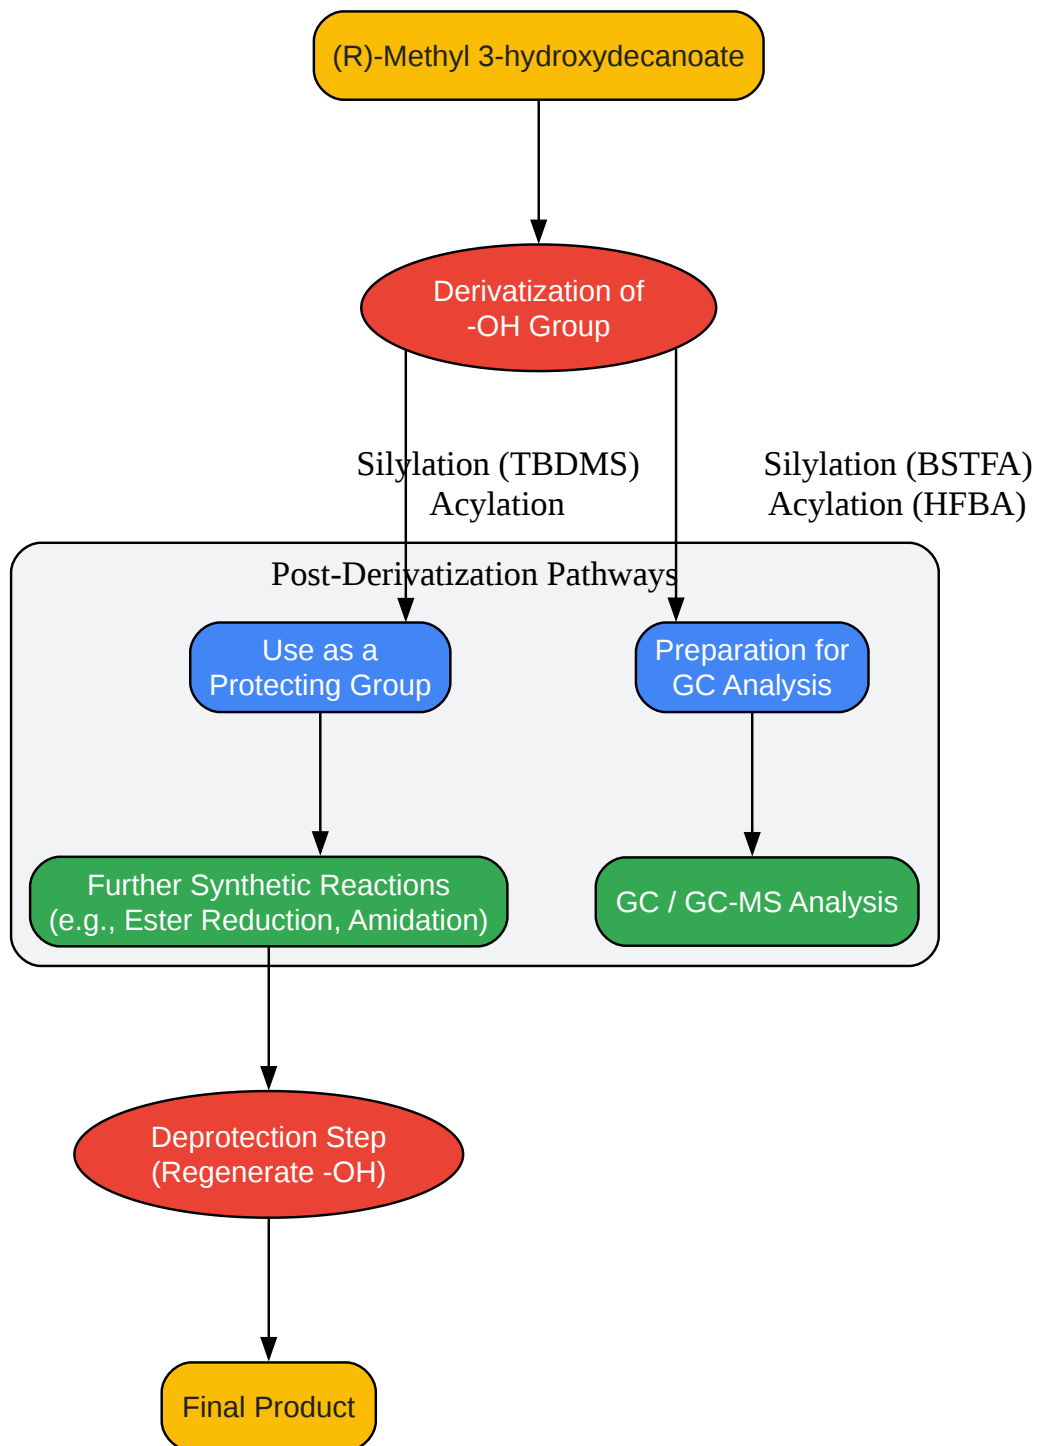 (R)-Methyl 3-hydroxydecanoate
Derivatization of
-OH Group
Silylation (TBDMS)
Acylation
Silylation (BSTFA)
Acylation (HFBA)
Post-Derivatization Pathways
Use as a
Protecting Group
Preparation for
GC Analysis
Further Synthetic Reactions
(e.g., Ester Reduction, Amidation)
GC / GC-MS Analysis
Deprotection Step
(Regenerate -OH)
Final Product